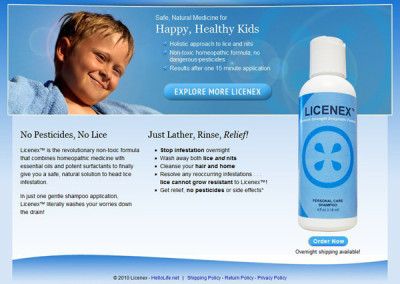 Safe, Natural Medicine for
Happy, Healthy Kids
Holistic approach to lice and nits
Non-toxic homeopathic formula, no
dangerous pesticides
Results after one 15 minute application
EXPLORE MORE LICENEX
LICENEX
PERSONAL CARE
SHAMPOO
No Pesticides, No Lice
Licenex™ is the revolutionary non-toxic formula
that combines homeopathic medicine with
essential oils and potent surfactants to finally
give you a safe, natural solution to head lice
infestation.
In just one gentle shampoo application,
Licenex™ literally washes your worries down
the drain!
Just Lather, Rinse, Relief!
Stop infestation overnight
Wash away both lice and nits
Cleanse your hair and home
Resolve any reoccurring infestations
lice cannot grow resistant to Licenex™!
Get relief, no pesticides or side effects*
Order Now
Overnight shipping available!
© 2010 Licenex - HelloLife.net | Shipping Policy - Return Policy - Privacy Policy